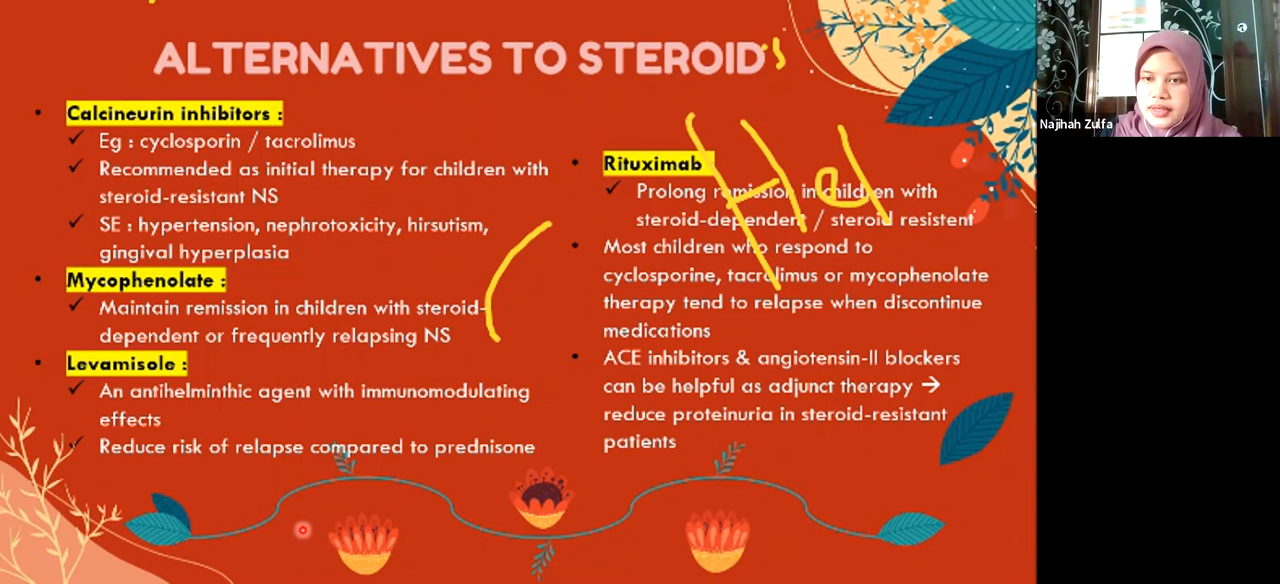 ALTERNATIVES TO STEROID's
• Calcineurin inhibitors :
✓ Eg : cyclosporin / tacrolimus
✓ Recommended as initial therapy for children with
steroid-resistant NS
✓ SE : hypertension, nephrotoxicity, hirsutism,
gingival hyperplasia
• Mycophenolate :
✓ Maintain remission in children with steroid-
dependent or frequently relapsing NS
• Levamisole :
✓ An antihelminthic agent with immunomodulating
effects
✓ Reduce risk of relapse compared to prednisone
Hel
• Rituximab
✓ Prolong remission in children with
steroid-dependent / steroid resistent
• Most children who respond to
cyclosporine, tacrolimus or mycophenolate
therapy tend to relapse when discontinue
medications
• ACE inhibitors & angiotensin-II blockers
can be helpful as adjunct therapy →
reduce proteinuria in steroid-resistant
patients
Najihah Zulfa